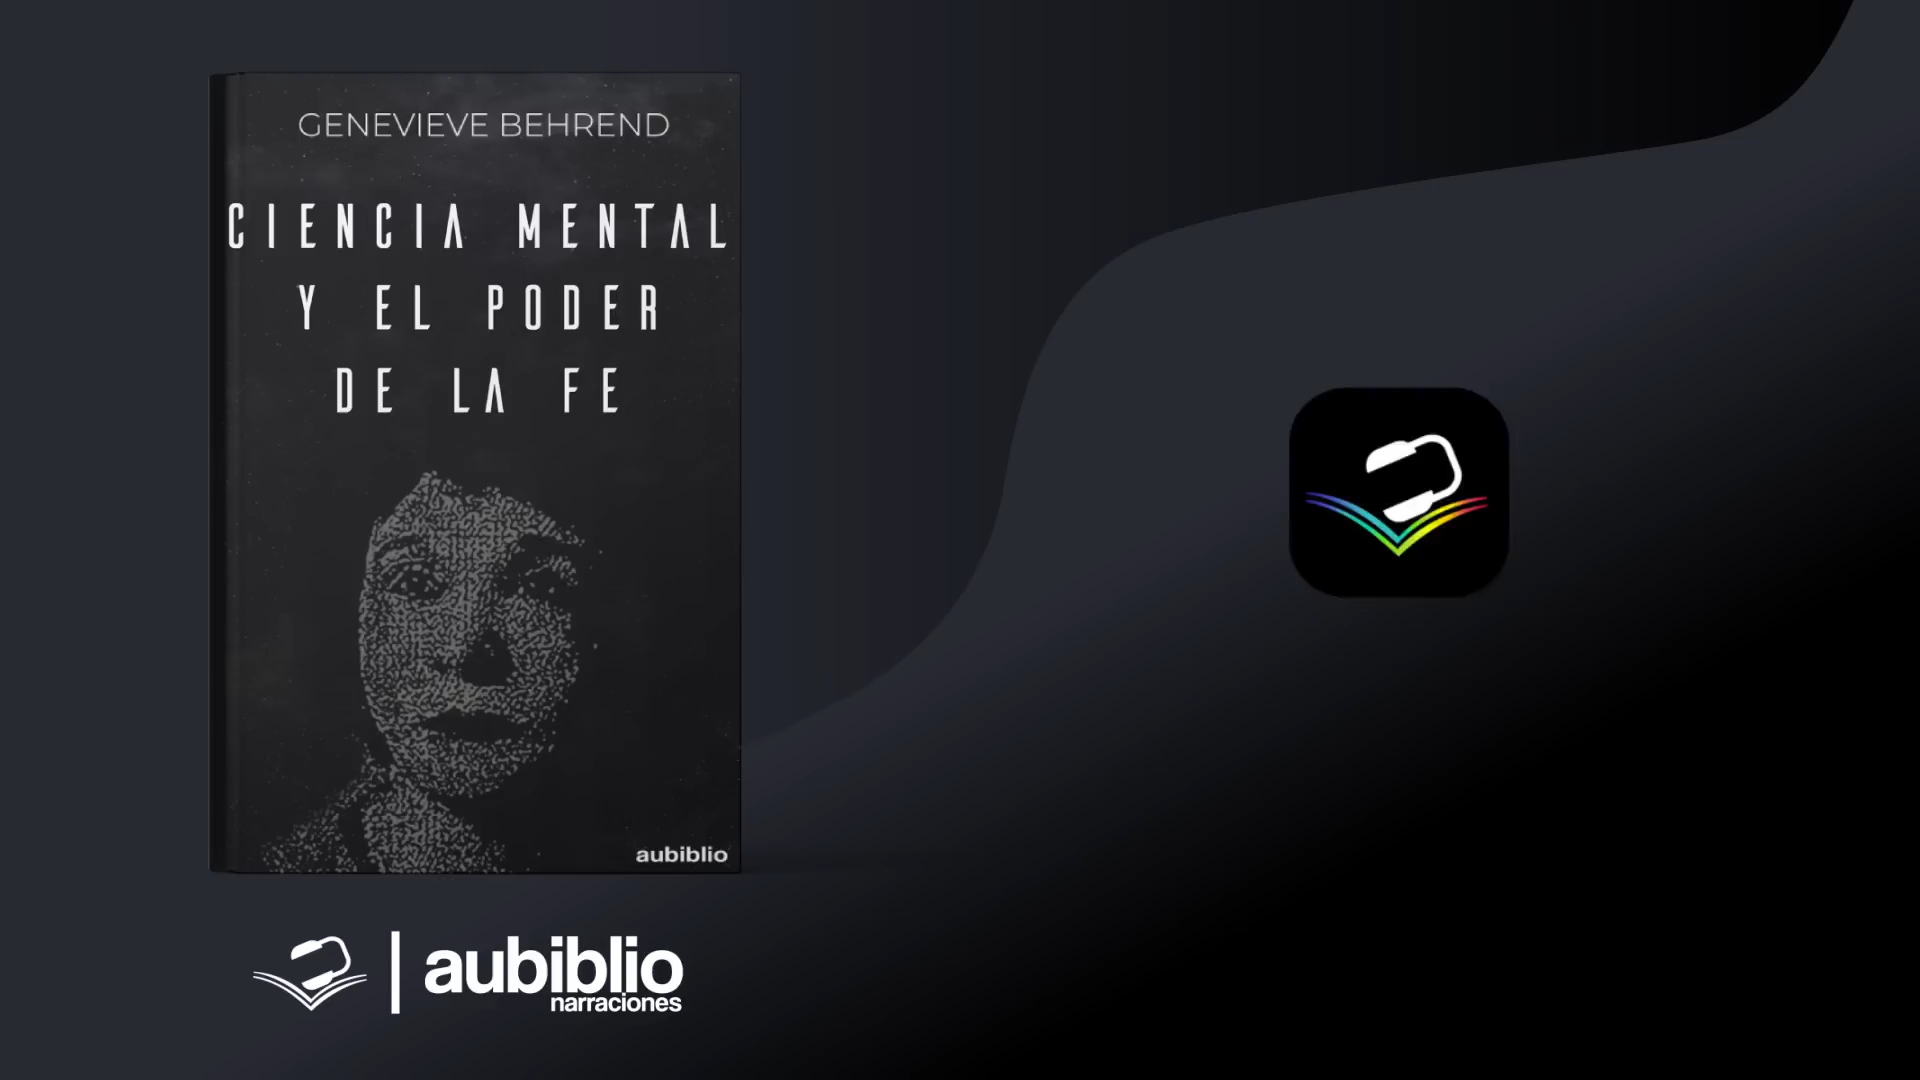 GENEVIEVE BEHREND
CIENCIA MENTAL
Y EL PODER
DE LA FE
aubiblio
aubiblio
narraciones